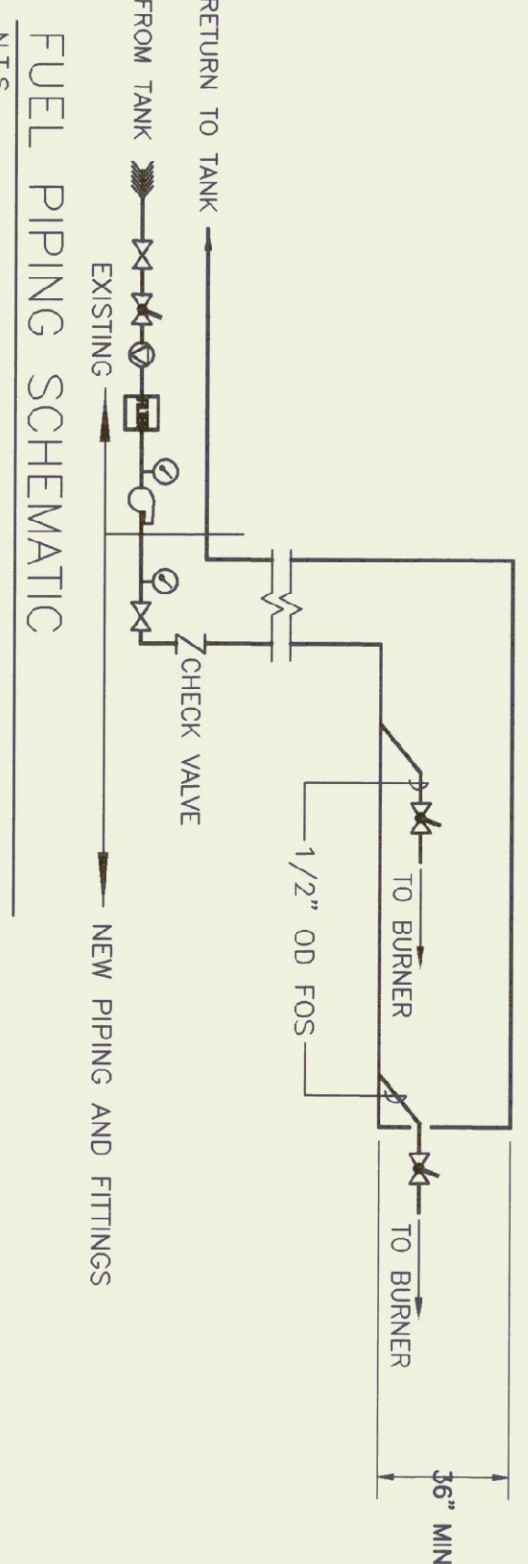 36" MIN
TO BURNER
TO BURNER
1/2" OD FOS
RETURN TO TANK
CHECK VALVE
FROM TANK
EXISTING
NEW PIPING AND FITTINGS
FUEL PIPING SCHEMATIC
N.T.S.